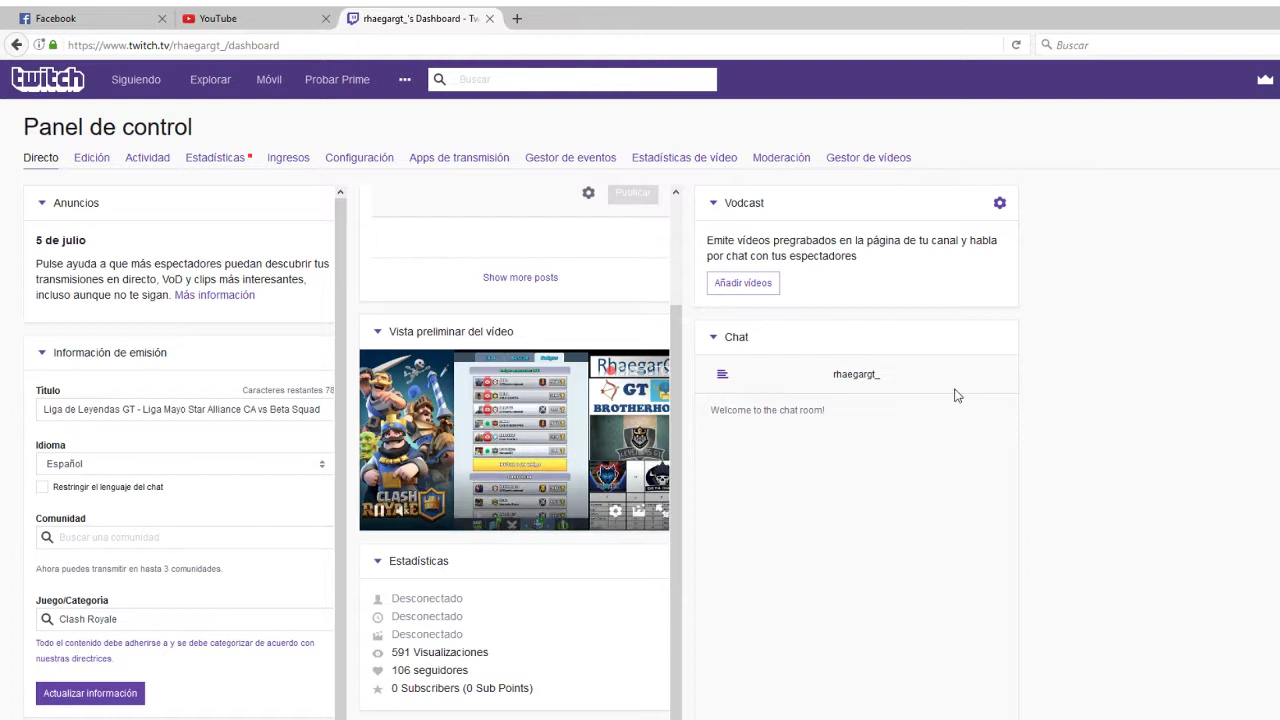 Facebook
YouTube
rhaegargt_'s Dashboard - Tw
https://www.twitch.tv/rhaegargt_/dashboard
Buscar
twitch
Siguiendo
Explorar
Móvil
Probar Prime
Buscar
Panel de control
Directo
Edición
Actividad
Estadísticas
Ingresos
Configuración
Apps de transmisión
Gestor de eventos
Estadísticas de vídeo
Moderación
Gestor de vídeos
Anuncios
5 de julio
Pulse ayuda a que más espectadores puedan descubrir tus
transmisiones en directo, VoD y clips más interesantes,
incluso aunque no te sigan. Más información
Información de emisión
Título
Caracteres restantes 78
Liga de Leyendas GT - Liga Mayo Star Alliance CA vs Beta Squad
Idioma
Español
Restringir el lenguaje del chat
Comunidad
Buscar una comunidad
Ahora puedes transmitir en hasta 3 comunidades.
Juego/Categoría
Clash Royale
Todo el contenido debe adherirse a y se debe categorizar de acuerdo con
nuestras directrices.
Actualizar información
Publicar
Show more posts
Vista preliminar del vídeo
CLASH
ROYALE
Amigos
RhaegarG
GT
BROTHERHO
Estadísticas
Desconectado
Desconectado
Desconectado
591 Visualizaciones
106 seguidores
0 Subscribers (0 Sub Points)
Vodcast
Emite vídeos pregrabados en la página de tu canal y habla
por chat con tus espectadores
Añadir vídeos
Chat
rhaegargt_
Welcome to the chat room!